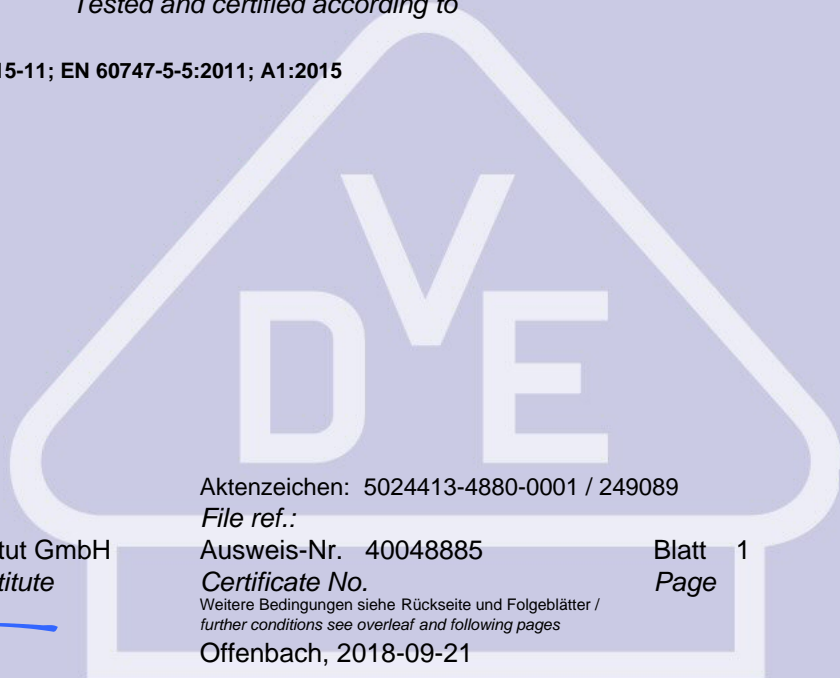 Tested and certified according to
15-11; EN 60747-5-5:2011; A1:2015
VDE
Aktenzeichen: 5024413-4880-0001 / 249089
File ref.:
tut GmbH Ausweis-Nr. 40048885 Blatt 1
titute Certificate No. Page
Weitere Bedingungen siehe Rückseite und Folgeblätter /
further conditions see overleaf and following pages
Offenbach, 2018-09-21